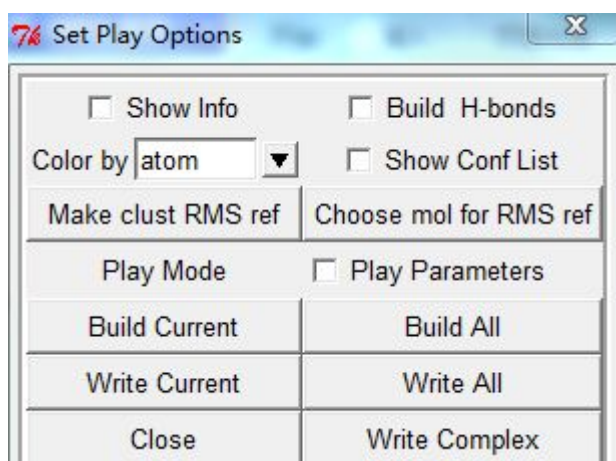 Set Play Options
Show Info Build H-bonds
Color by atom Show Conf List
Make clust RMS ref Choose mol for RMS ref
Play Mode Play Parameters
Build Current Build All
Write Current Write All
Close Write Complex